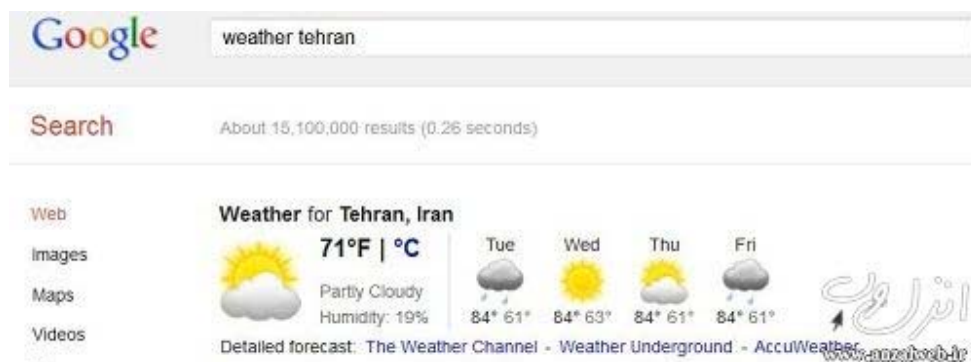 Google
weather tehran
Search
About 15,100,000 results (0.26 seconds)
Web
Images
Maps
Videos
Weather for Tehran, Iran
71°F | °C
Partly Cloudy
Humidity: 19%
Tue Wed Thu Fri
84° 61° 84° 63° 84° 61° 84° 61°
Detailed forecast: The Weather Channel - Weather Underground - AccuWeather
انزل وب
www.anzalweb.ir